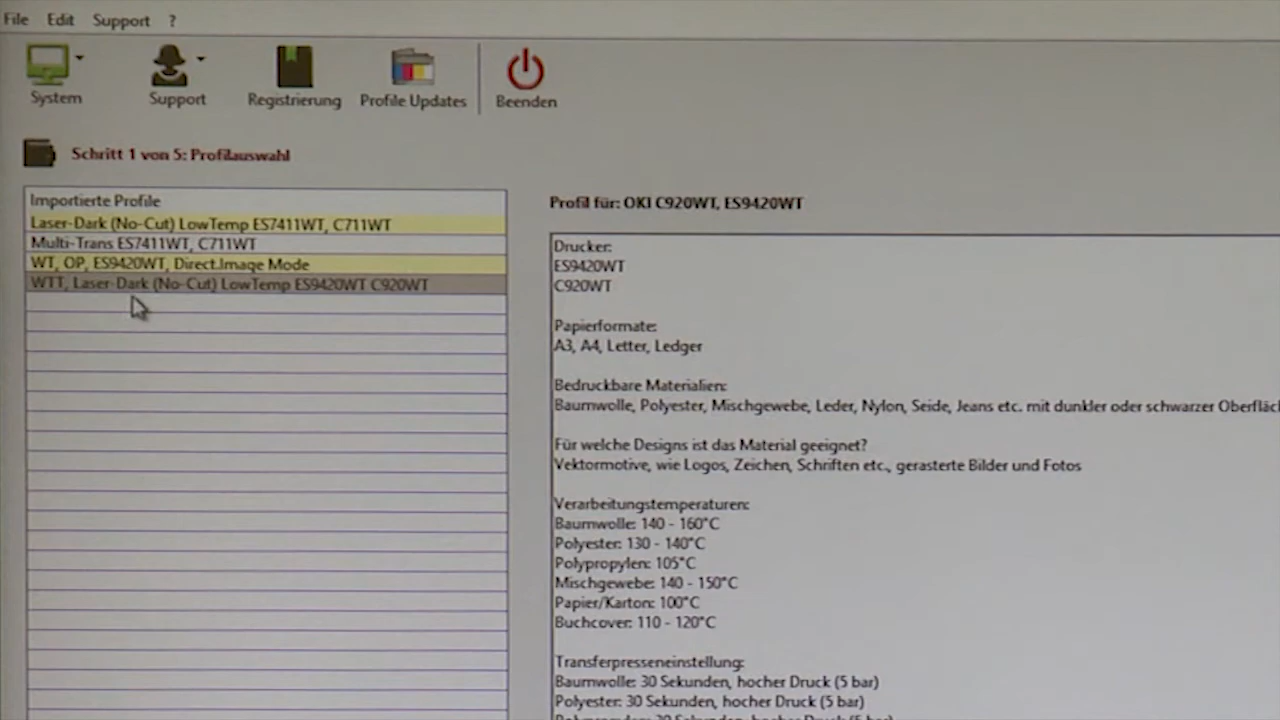 File Edit Support ?
System Support Registrierung Profile Updates Beenden
Schritt 1 von 5: Profilauswahl
Importierte Profile
Laser-Dark (No-Cut) LowTemp ES7411WT, C711WT
Multi-Trans ES7411WT, C711WT
WT, OP, ES9420WT, Direct.Image Mode
WTT, Laser-Dark (No-Cut) LowTemp ES9420WT C920WT
Profil für: OKI C920WT, ES9420WT
Drucker:
ES9420WT
C920WT
Papierformate:
A3, A4, Letter, Ledger
Bedruckbare Materialien:
Baumwolle, Polyester, Mischgewebe, Leder, Nylon, Seide, Jeans etc. mit dunkler oder schwarzer Oberfläc
Für welche Designs ist das Material geeignet?
Vektormotive, wie Logos, Zeichen, Schriften etc., gerasterte Bilder und Fotos
Verarbeitungstemperaturen:
Baumwolle: 140 - 160°C
Polyester: 130 - 140°C
Polypropylen: 105°C
Mischgewebe: 140 - 150°C
Papier/Karton: 100°C
Buchcover: 110 - 120°C
Transferpresseneinstellung:
Baumwolle: 30 Sekunden, hoher Druck (5 bar)
Polyester: 30 Sekunden, hoher Druck (5 bar)